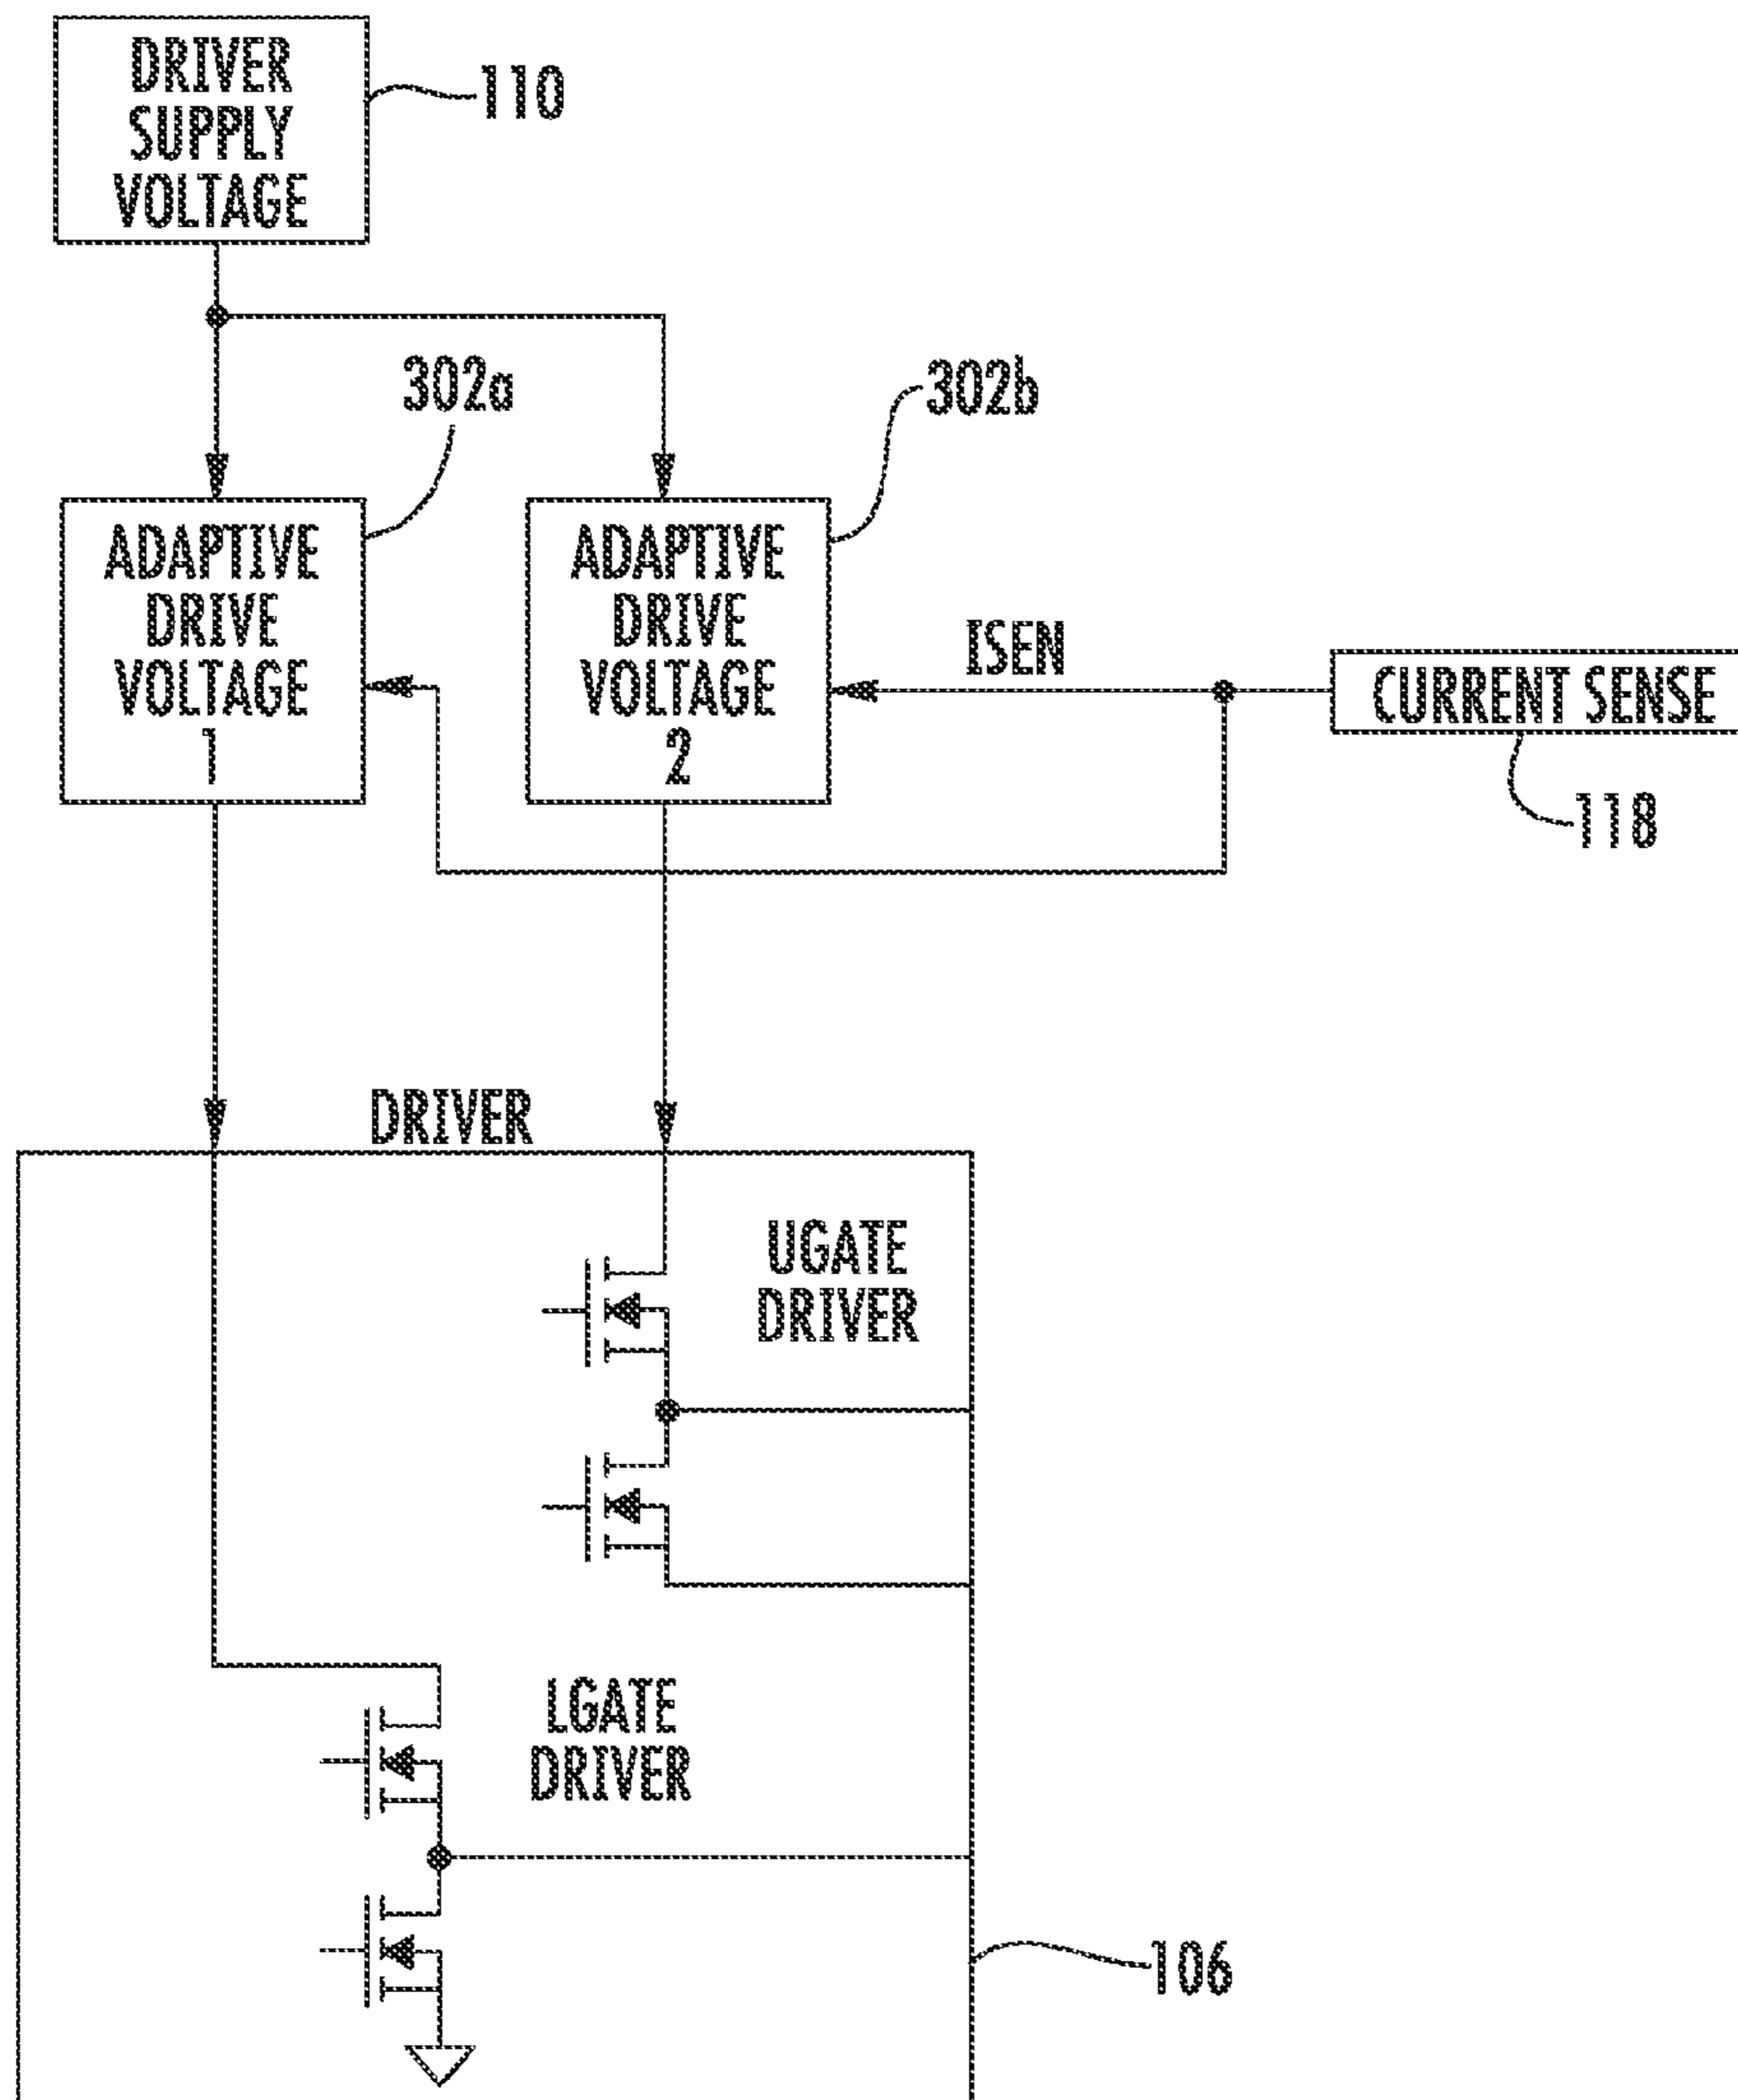 DRIVER
SUPPLY
VOLTAGE
110
302a
302b
ADAPTIVE
DRIVE
VOLTAGE
1
ADAPTIVE
DRIVE
VOLTAGE
2
ISEN
CURRENT SENSE
118
DRIVER
UGATE
DRIVER
LGATE
DRIVER
106